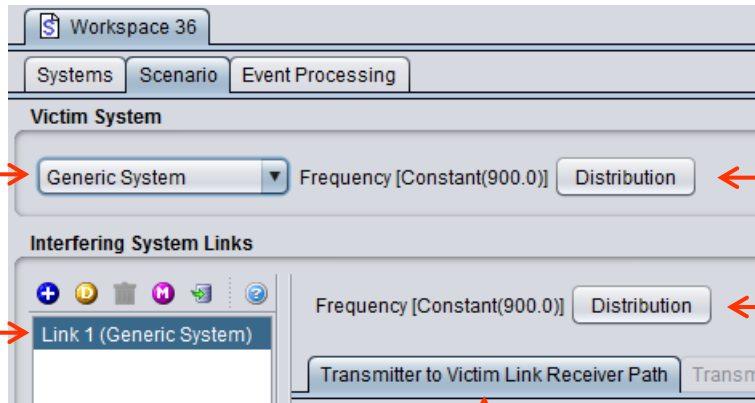 Workspace 36
Systems Scenario Event Processing
Victim System
Generic System Frequency [Constant(900.0)] Distribution
Interfering System Links
Frequency [Constant(900.0)] Distribution
Link 1 (Generic System)
Transmitter to Victim Link Receiver Path